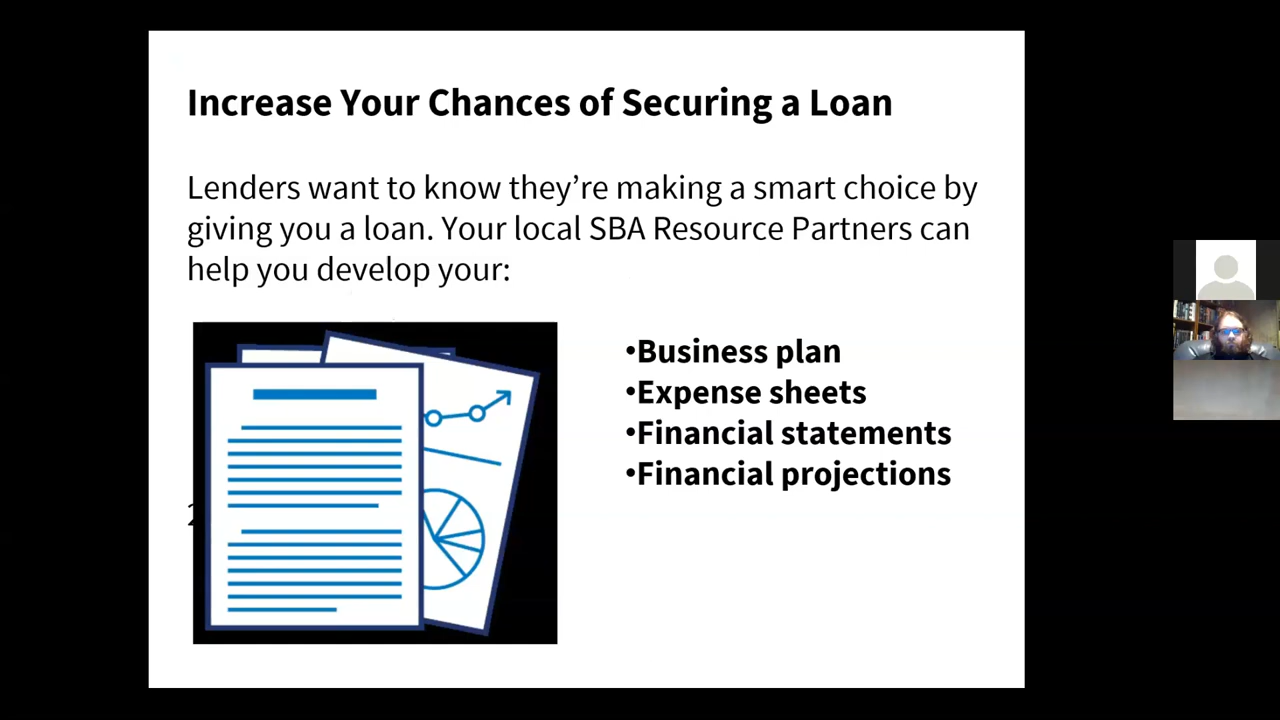 Increase Your Chances of Securing a Loan
Lenders want to know they’re making a smart choice by
giving you a loan. Your local SBA Resource Partners can
help you develop your:
•Business plan
•Expense sheets
•Financial statements
•Financial projections